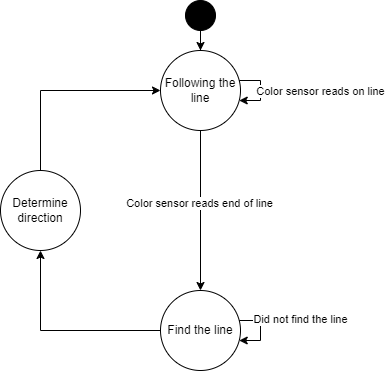 Following the
line
Color sensor reads on line
Determine
direction
Color sensor reads end of line
Find the line
Did not find the line